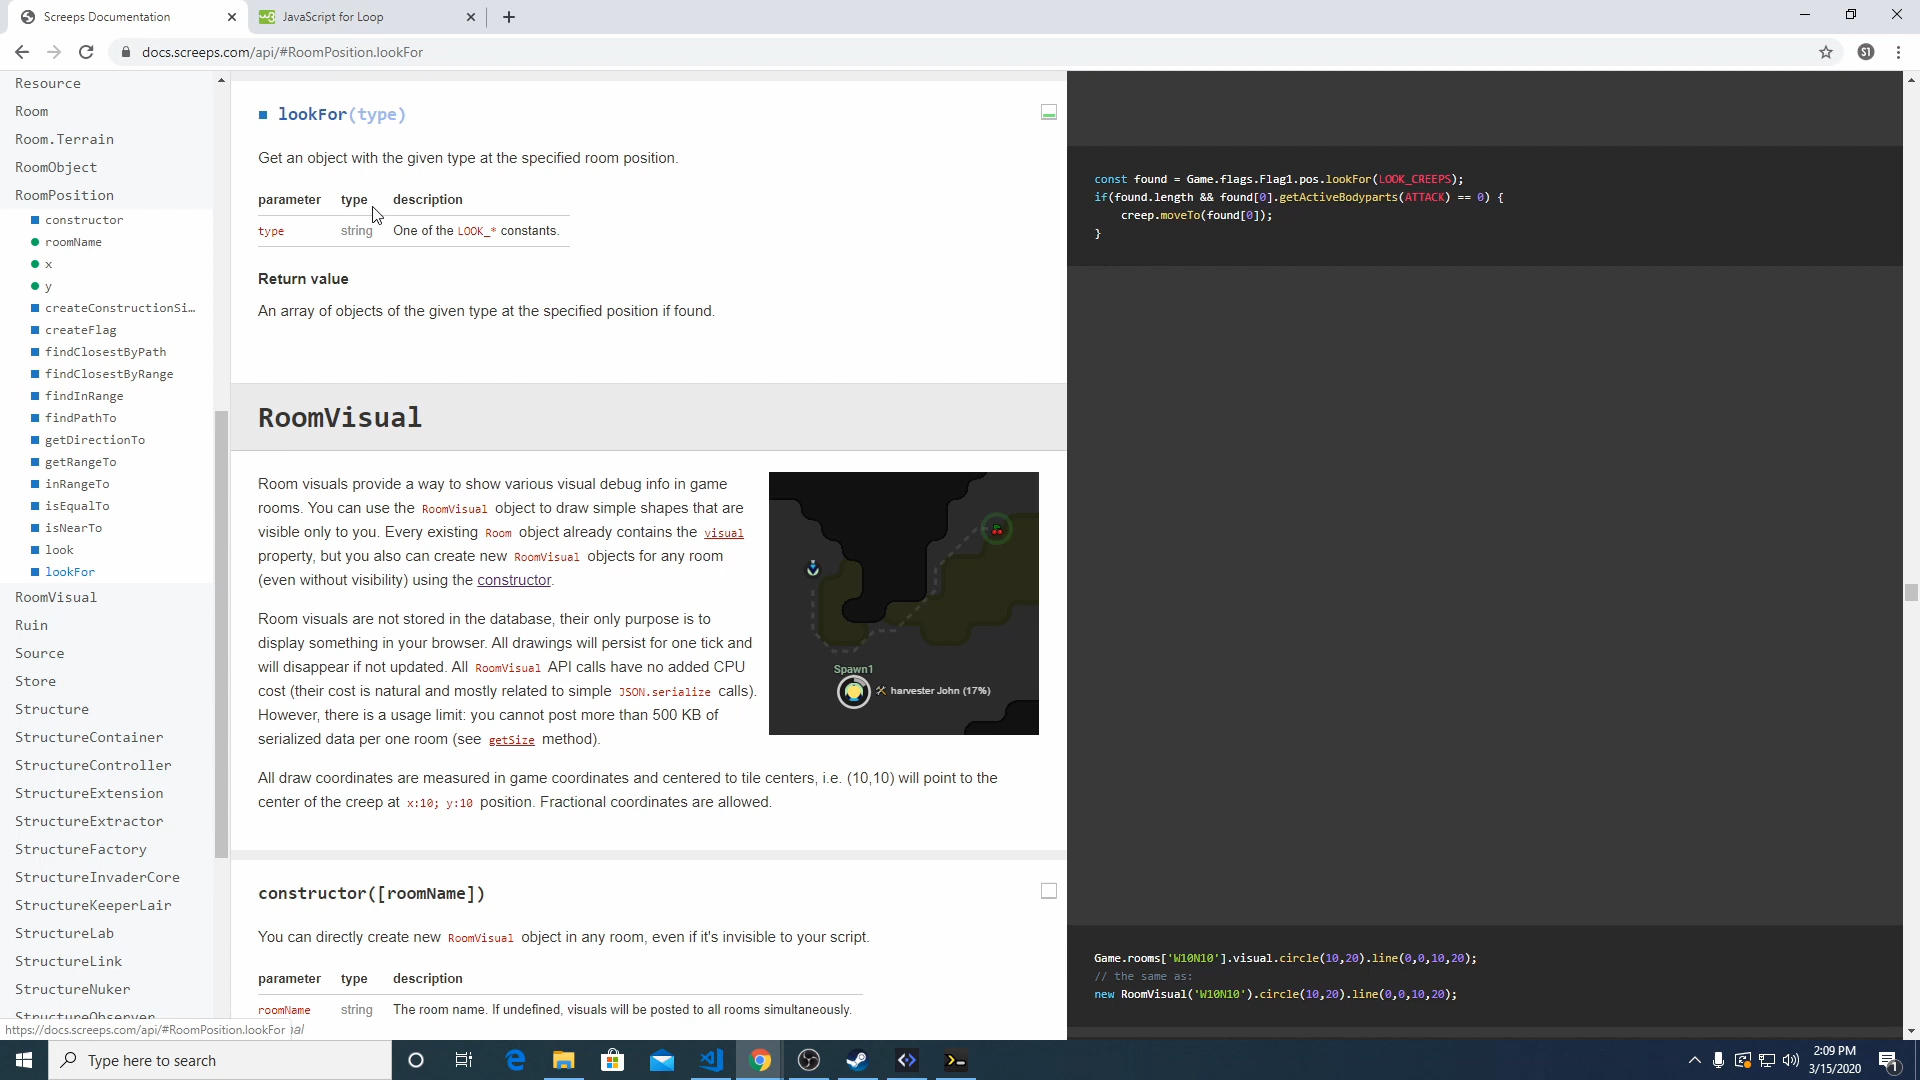 Screeps Documentation
JavaScript for Loop
docs.screeps.com/api/#RoomPosition.lookFor
S1
Resource
Room
Room.Terrain
RoomObject
RoomPosition
constructor
roomName
x
y
createConstructionSi…
createFlag
findClosestByPath
findClosestByRange
findInRange
findPathTo
getDirectionTo
getRangeTo
inRangeTo
isEqualTo
isNearTo
look
lookFor
RoomVisual
Ruin
Source
Store
Structure
StructureContainer
StructureController
StructureExtension
StructureExtractor
StructureFactory
StructureInvaderCore
StructureKeeperLair
StructureLab
StructureLink
StructureNuker
StructureObserver
https://docs.screeps.com/api/#RoomPosition.lookFor
lookFor(type)
Get an object with the given type at the specified room position.
parameter type description
type string One of the LOOK_* constants.
Return value
An array of objects of the given type at the specified position if found.
RoomVisual
Room visuals provide a way to show various visual debug info in game
rooms. You can use the RoomVisual object to draw simple shapes that are
visible only to you. Every existing Room object already contains the visual
property, but you also can create new RoomVisual objects for any room
(even without visibility) using the constructor.
Room visuals are not stored in the database, their only purpose is to
display something in your browser. All drawings will persist for one tick and
will disappear if not updated. All RoomVisual API calls have no added CPU
cost (their cost is natural and mostly related to simple JSON.serialize calls).
However, there is a usage limit: you cannot post more than 500 KB of
serialized data per one room (see getSize method).
Spawn1
harvester John (17%)
All draw coordinates are measured in game coordinates and centered to tile centers, i.e. (10,10) will point to the
center of the creep at x:10; y:10 position. Fractional coordinates are allowed.
constructor([roomName])
You can directly create new RoomVisual object in any room, even if it's invisible to your script.
parameter type description
roomName string The room name. If undefined, visuals will be posted to all rooms simultaneously.
const found = Game.flags.Flag1.pos.lookFor(LOOK_CREEPS);
if(found.length && found[0].getActiveBodyparts(ATTACK) == 0) {
creep.moveTo(found[0]);
}
Game.rooms['W10N10'].visual.circle(10,20).line(0,0,10,20);
// the same as:
new RoomVisual('W10N10').circle(10,20).line(0,0,10,20);
Type here to search
2:09 PM
3/15/2020
1